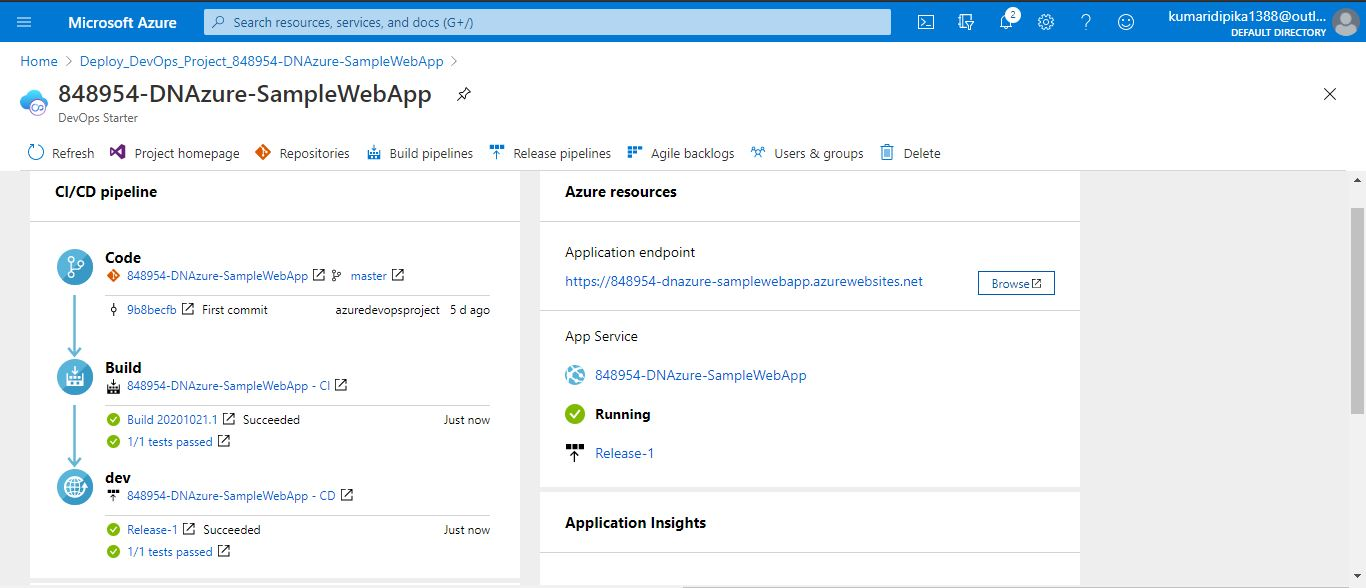 Microsoft Azure
Search resources, services, and docs (G+/)
2
kumaridipika1388@outl...
DEFAULT DIRECTORY
Home > Deploy_DevOps_Project_848954-DNAzure-SampleWebApp >
848954-DNAzure-SampleWebApp
DevOps Starter
Refresh Project homepage Repositories Build pipelines Release pipelines Agile backlogs Users & groups Delete
CI/CD pipeline
Code
848954-DNAzure-SampleWebApp master
9b8becfb First commit azuredevopsproject 5 d ago
Build
848954-DNAzure-SampleWebApp - CI
Build 20201021.1 Succeeded Just now
1/1 tests passed
dev
848954-DNAzure-SampleWebApp - CD
Release-1 Succeeded Just now
1/1 tests passed
Azure resources
Application endpoint
https://848954-dnazure-samplewebapp.azurewebsites.net Browse
App Service
848954-DNAzure-SampleWebApp
Running
Release-1
Application Insights